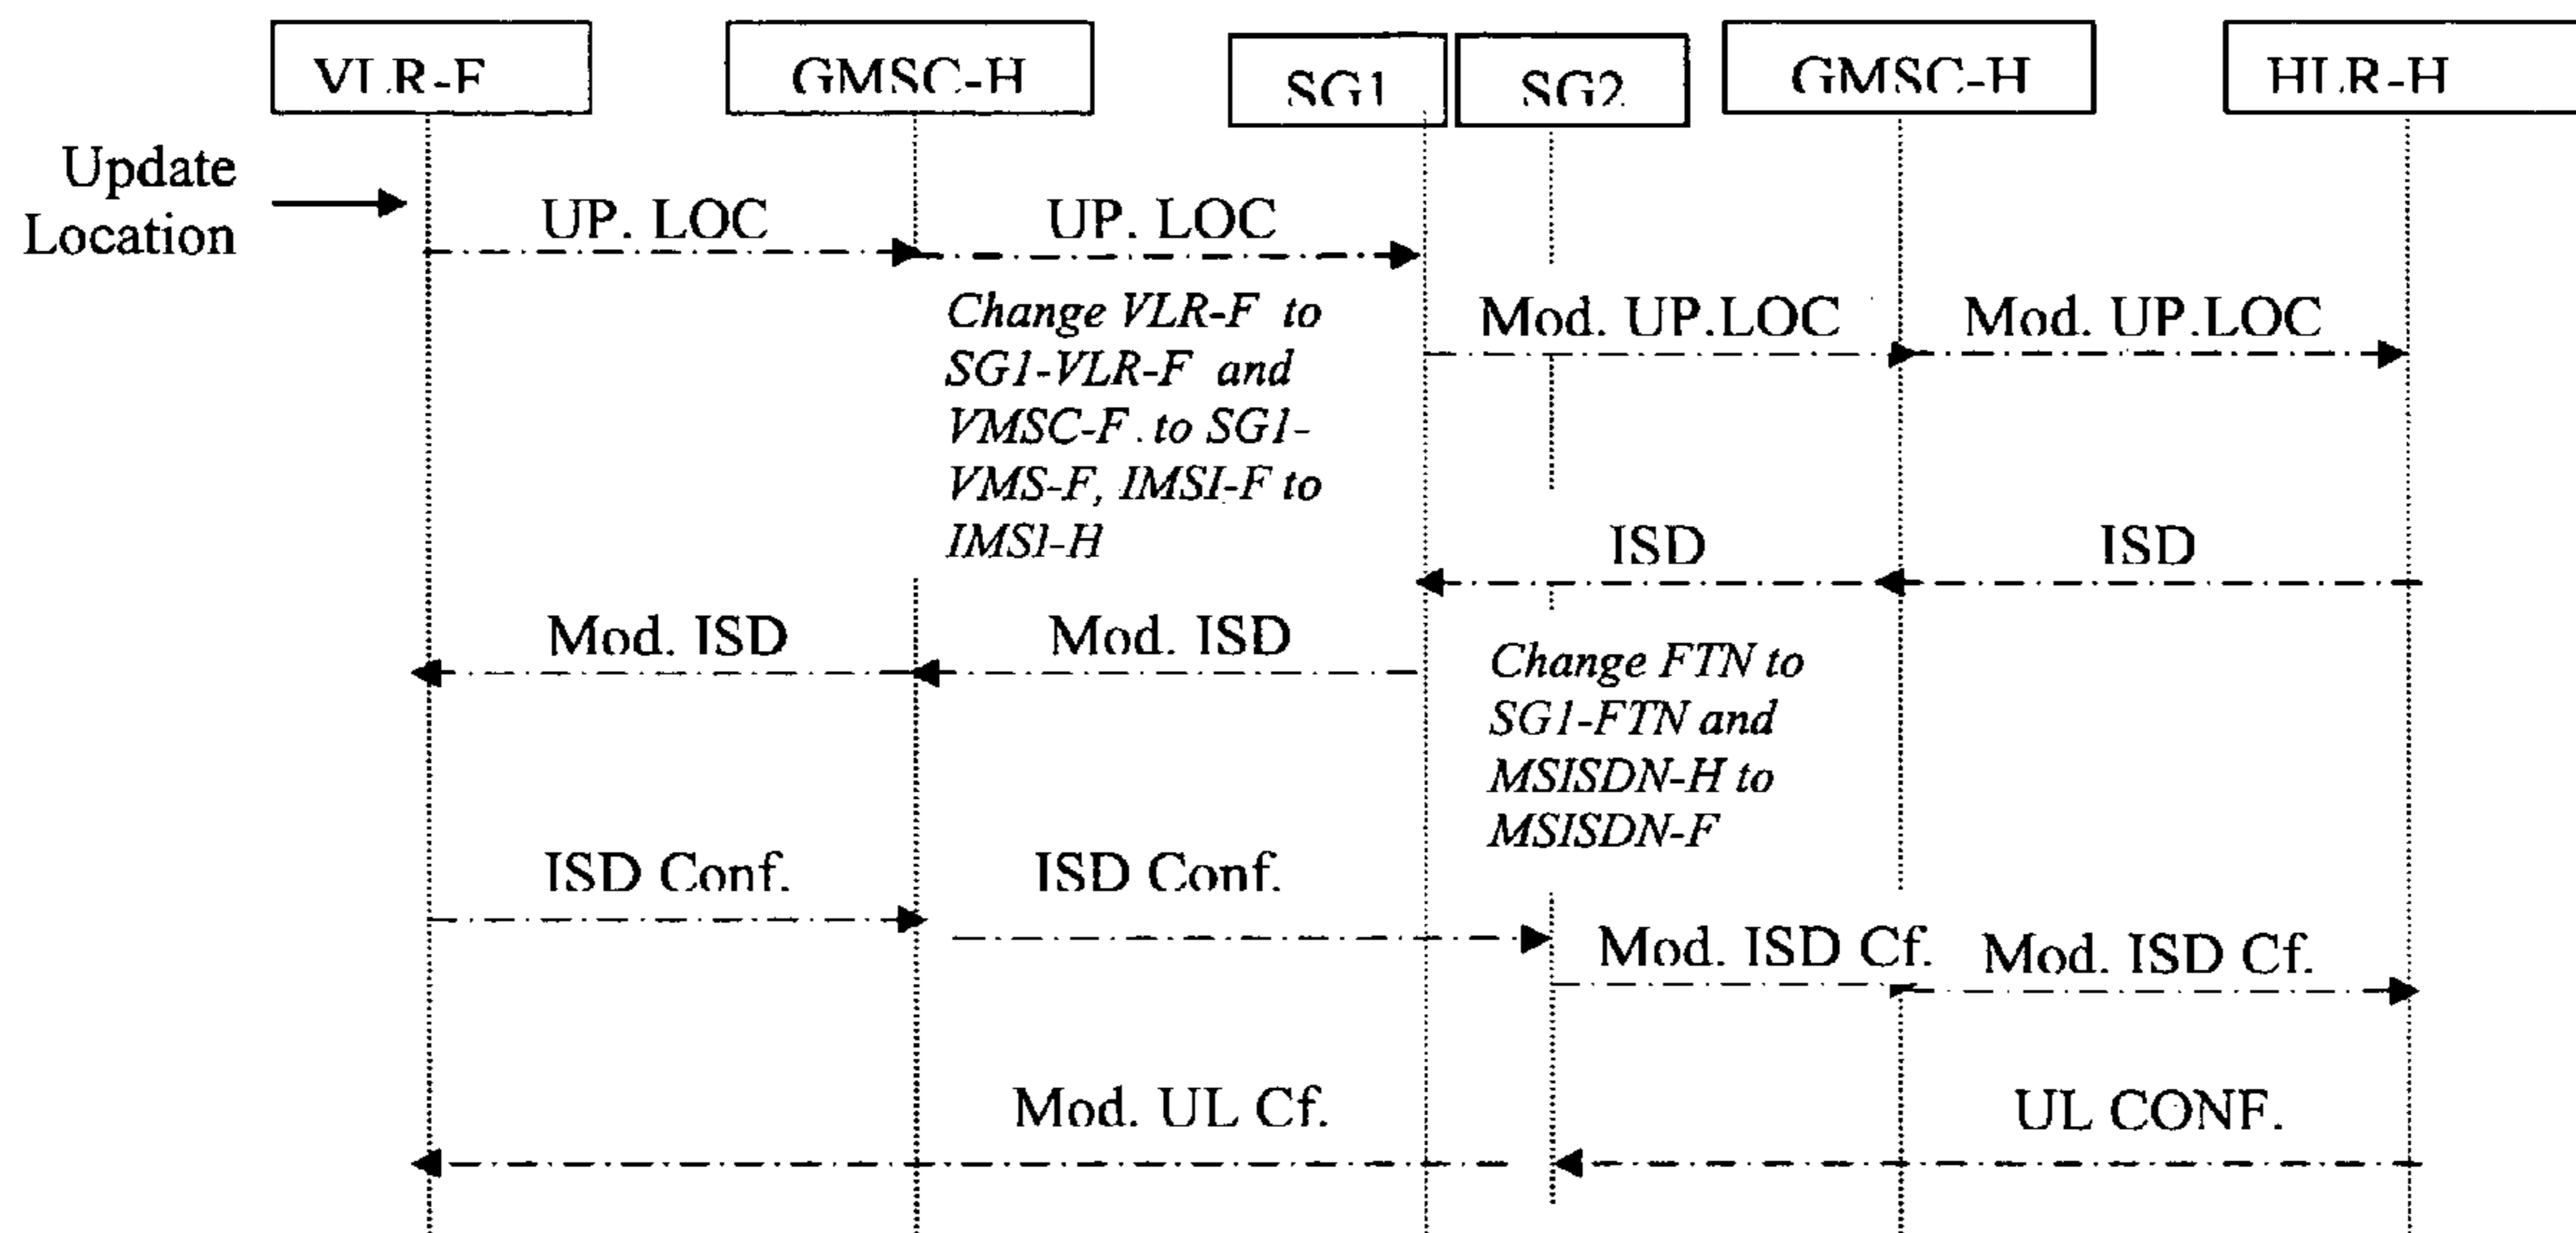 VLR-F
GMSC-H
SG1
SG2
GMSC-H
HLR-H
Update
Location
UP. LOC
UP. LOC
Change VLR-F to
SG1-VLR-F and
VMSC-F. to SG1-
VMS-F, IMSI-F to
IMSI-H
Mod. UP.LOC
Mod. UP.LOC
ISD
ISD
Mod. ISD
Mod. ISD
Change FTN to
SG1-FTN and
MSISDN-H to
MSISDN-F
ISD Conf.
ISD Conf.
Mod. ISD Cf.
Mod. ISD Cf.
Mod. UL Cf.
UL CONF.